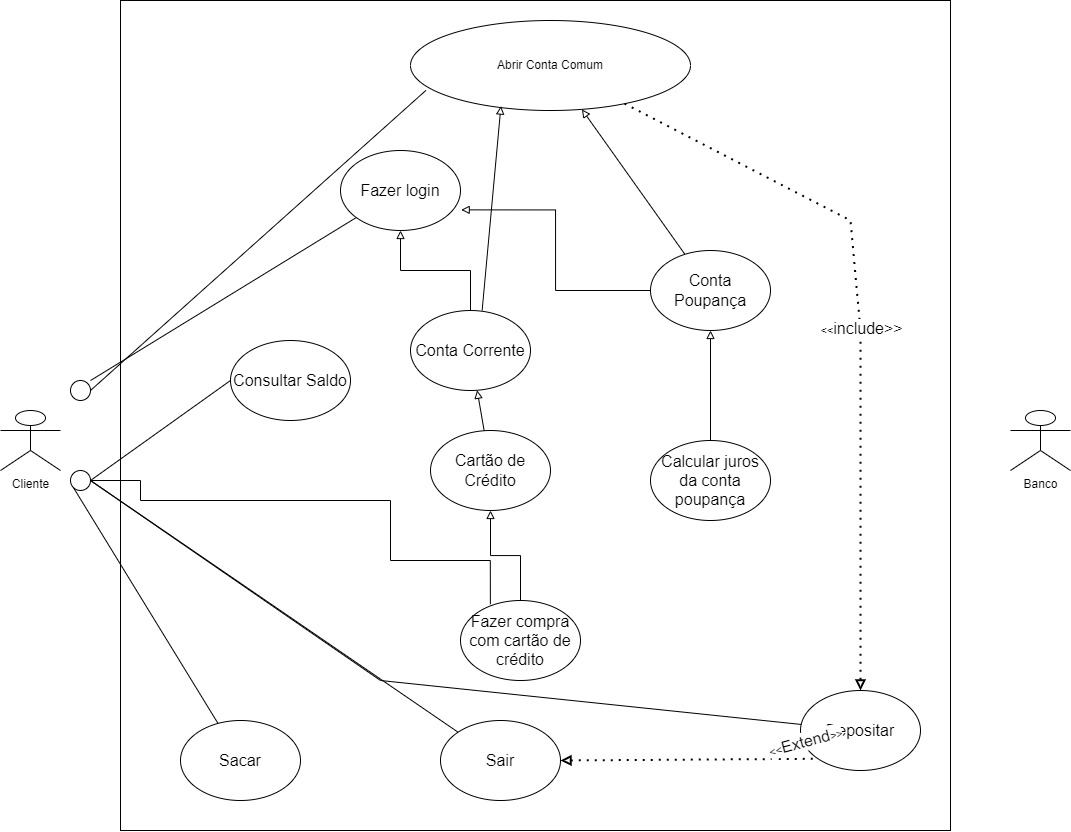 Abrir Conta Comum
Fazer login
Conta
Poupança
<<include>>
Conta Corrente
Consultar Saldo
Cartão de
Crédito
Calcular juros
da conta
poupança
Cliente
Banco
Fazer compra
com cartão de
crédito
Depositar
<<Extend>>
Sacar
Sair